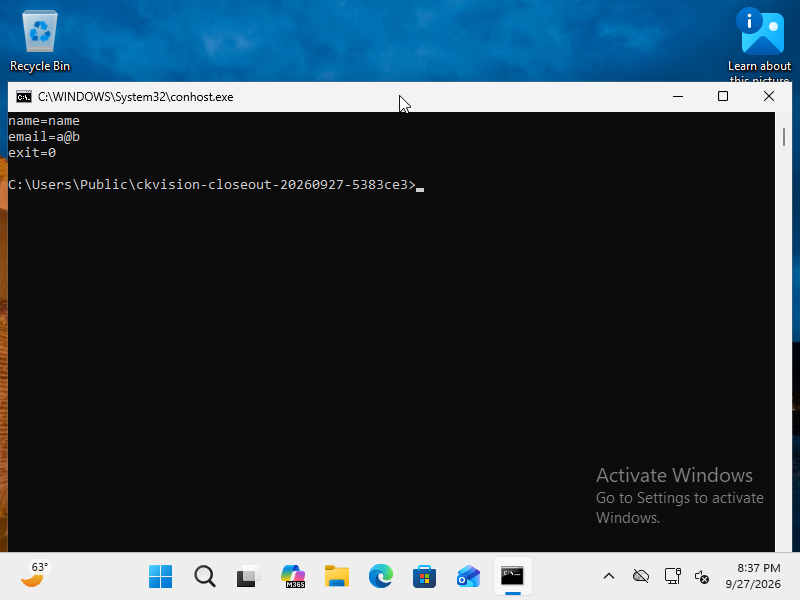 Recycle Bin
Learn about
this picture
C:\WINDOWS\System32\conhost.exe
name=name
email=a@b
exit=0
C:\Users\Public\ckvision-closeout-20260927-5383ce3>
Activate Windows
Go to Settings to activate
Windows.
63°
M365
8:37 PM
9/27/2026